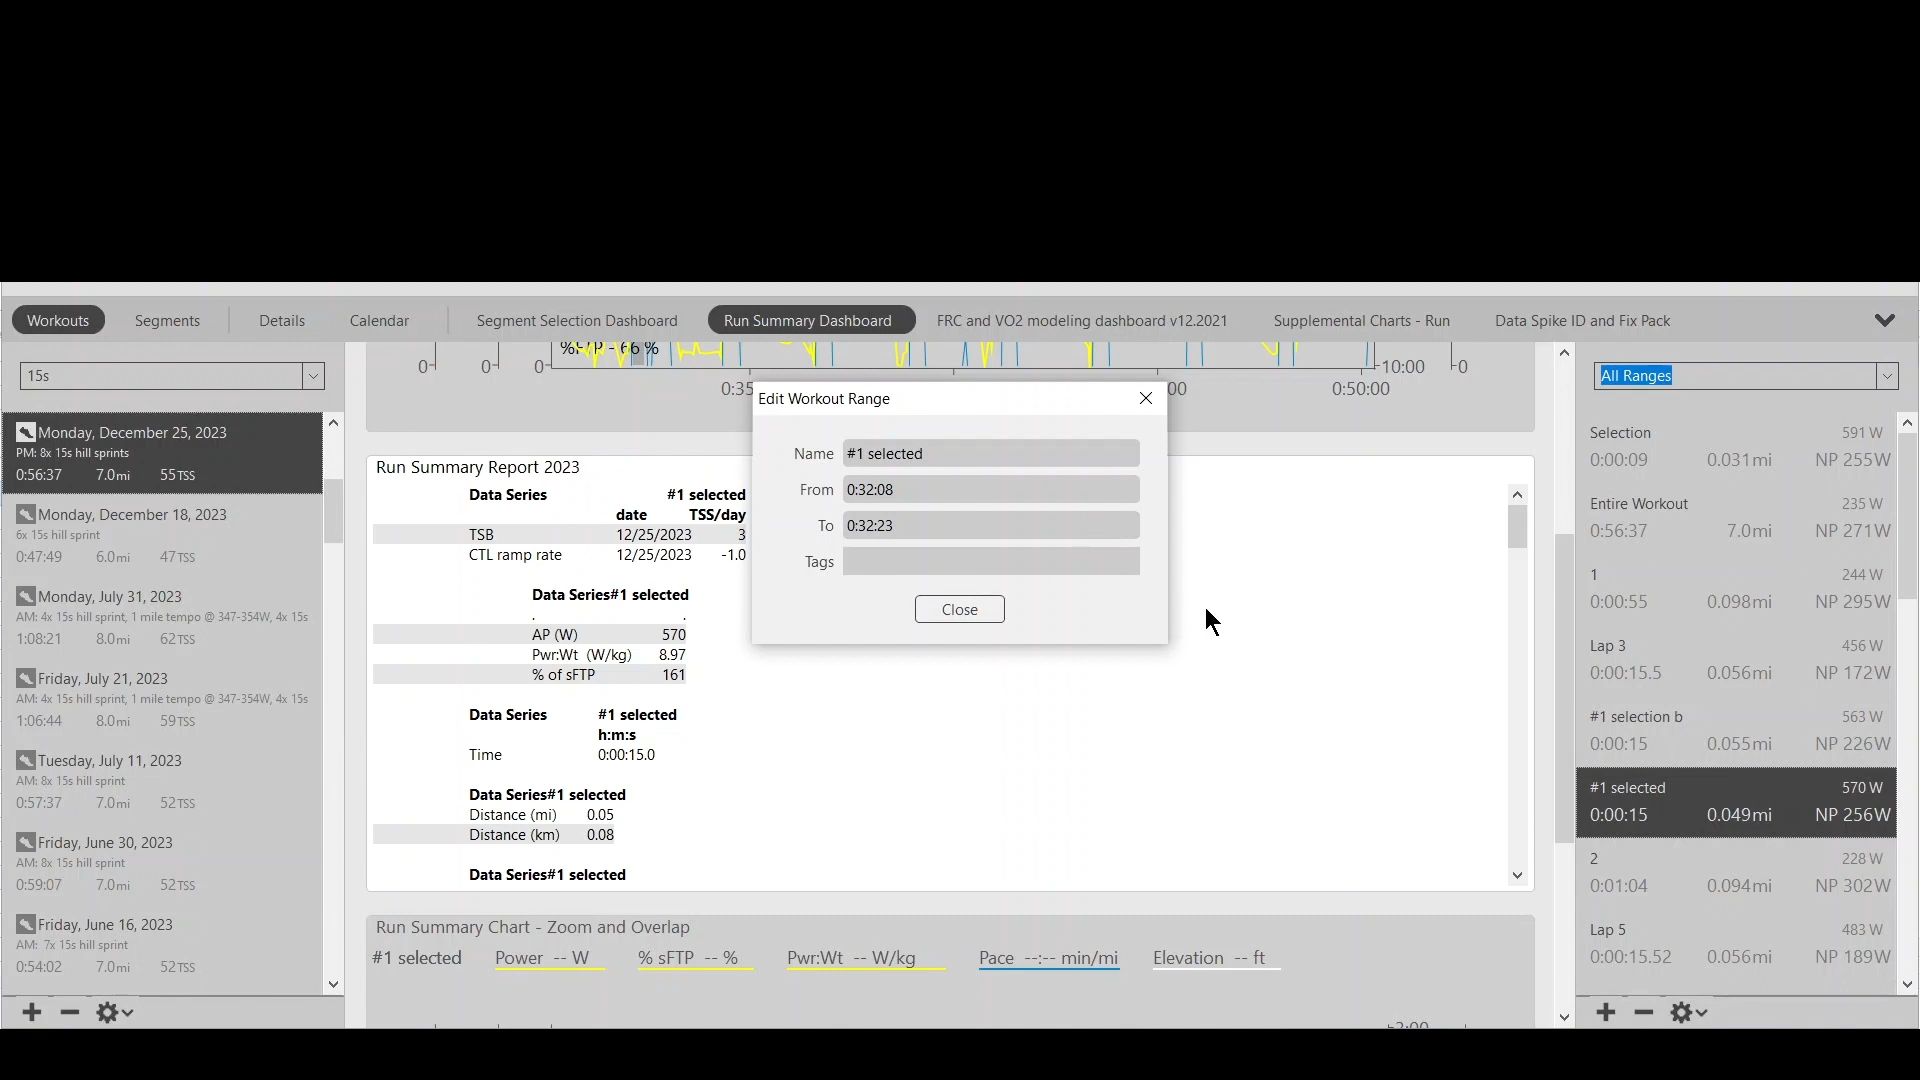 Workouts Segments Details Calendar Segment Selection Dashboard Run Summary Dashboard FRC and VO2 modeling dashboard v12.2021 Supplemental Charts - Run Data Spike ID and Fix Pack
15s
Monday, December 25, 2023
PM: 8x 15s hill sprints
0:56:37 7.0mi 55TSS
Monday, December 18, 2023
6x 15s hill sprint
0:47:49 6.0mi 47TSS
Monday, July 31, 2023
AM: 4x 15s hill sprint, 1 mile tempo @ 347-354W, 4x 15s
1:08:21 8.0mi 62TSS
Friday, July 21, 2023
AM: 4x 15s hill sprint, 1 mile tempo @ 347-354W, 4x 15s
1:06:44 8.0mi 59TSS
Tuesday, July 11, 2023
AM: 8x 15s hill sprint
0:57:37 7.0mi 52TSS
Friday, June 30, 2023
AM: 8x 15s hill sprint
0:59:07 7.0mi 52TSS
Friday, June 16, 2023
AM: 7x 15s hill sprint
0:54:02 7.0mi 52TSS
%FTP - 66 %
0 0 0 10:00 0
0:35 00 0:50:00
Run Summary Report 2023
Data Series #1 selected
date TSS/day
TSB 12/25/2023 3
CTL ramp rate 12/25/2023 -1.0
Data Series#1 selected
. .
AP (W) 570
Pwr:Wt (W/kg) 8.97
% of sFTP 161
Data Series #1 selected
h:m:s
Time 0:00:15.0
Data Series#1 selected
Distance (mi) 0.05
Distance (km) 0.08
Data Series#1 selected
Edit Workout Range
Name #1 selected
From 0:32:08
To 0:32:23
Tags
Close
Run Summary Chart - Zoom and Overlap
#1 selected Power -- W % sFTP -- % Pwr:Wt -- W/kg Pace --:-- min/mi Elevation -- ft
All Ranges
Selection 591 W
0:00:09 0.031mi NP 255W
Entire Workout 235 W
0:56:37 7.0mi NP 271W
1 244 W
0:00:55 0.098mi NP 295W
Lap 3 456 W
0:00:15.5 0.056mi NP 172W
#1 selection b 563 W
0:00:15 0.055mi NP 226W
#1 selected 570 W
0:00:15 0.049mi NP 256W
2 228 W
0:01:04 0.094mi NP 302W
Lap 5 483 W
0:00:15.52 0.056mi NP 189W